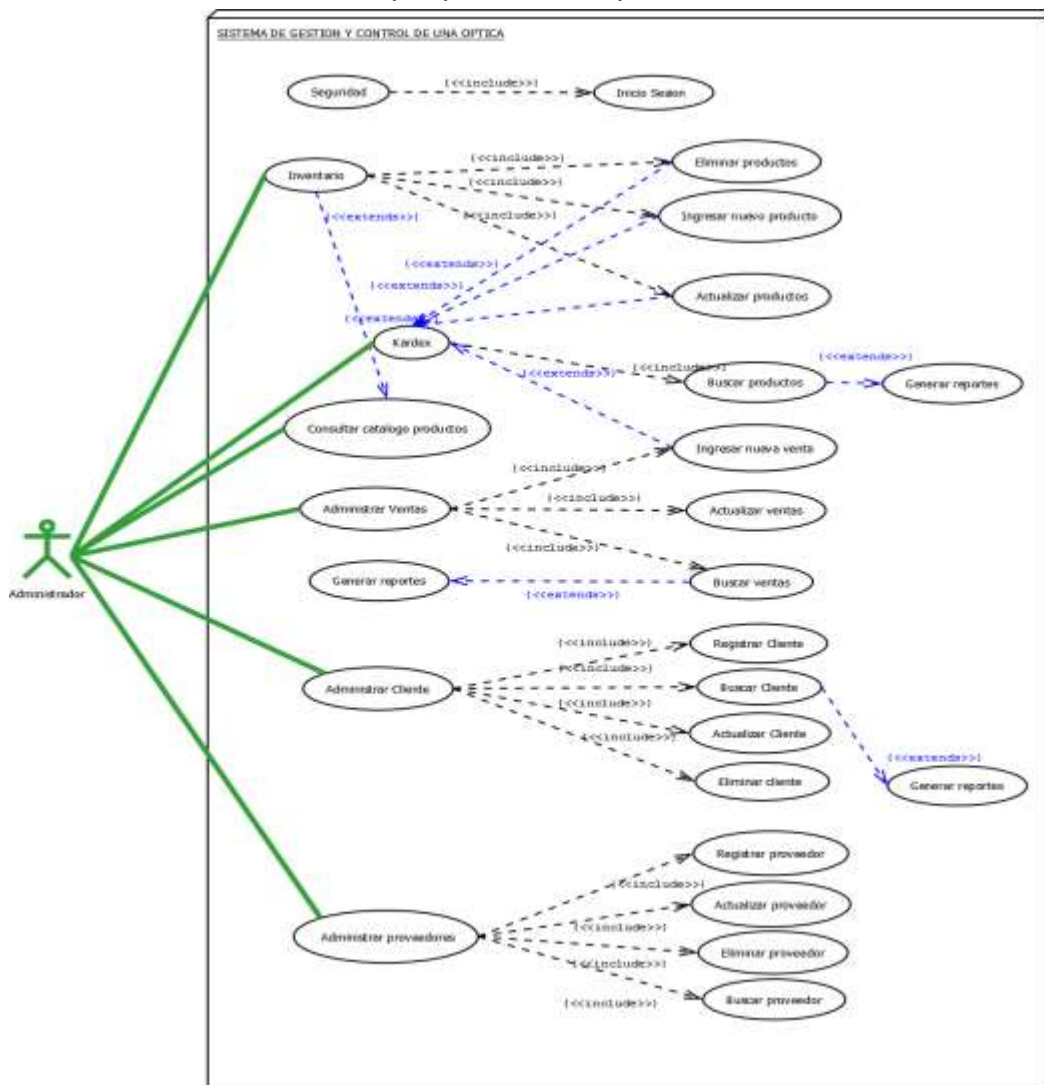 SISTEMA DE GESTION Y CONTROL DE UNA OPTICA
Seguridad
{<<include>>}
Inicio Sesion
Inventario
{<<include>>}
Eliminar productos
{<<include>>}
Ingresar nuevo producto
{<<include>>}
{<<extends>>}
{<<extends>>}
{<<extends>>}
Actualizar productos
{<<extends>>}
Kardex
{<<include>>}
{<<extends>>}
Buscar productos
{<<extends>>}
Generar reportes
Consultar catalogo productos
Ingresar nueva venta
{<<include>>}
Administrar Ventas
{<<include>>}
Actualizar ventas
{<<include>>}
Generar reportes
{<<extends>>}
Buscar ventas
Administrador
Administrar Cliente
{<<include>>}
Registrar Cliente
{<<include>>}
Buscar Cliente
{<<include>>}
Actualizar Cliente
{<<include>>}
Eliminar cliente
{<<extends>>}
Generar reportes
Administrar proveedores
Registrar proveedor
{<<include>>}
Actualizar proveedor
{<<include>>}
Eliminar proveedor
{<<include>>}
Buscar proveedor
{<<include>>}